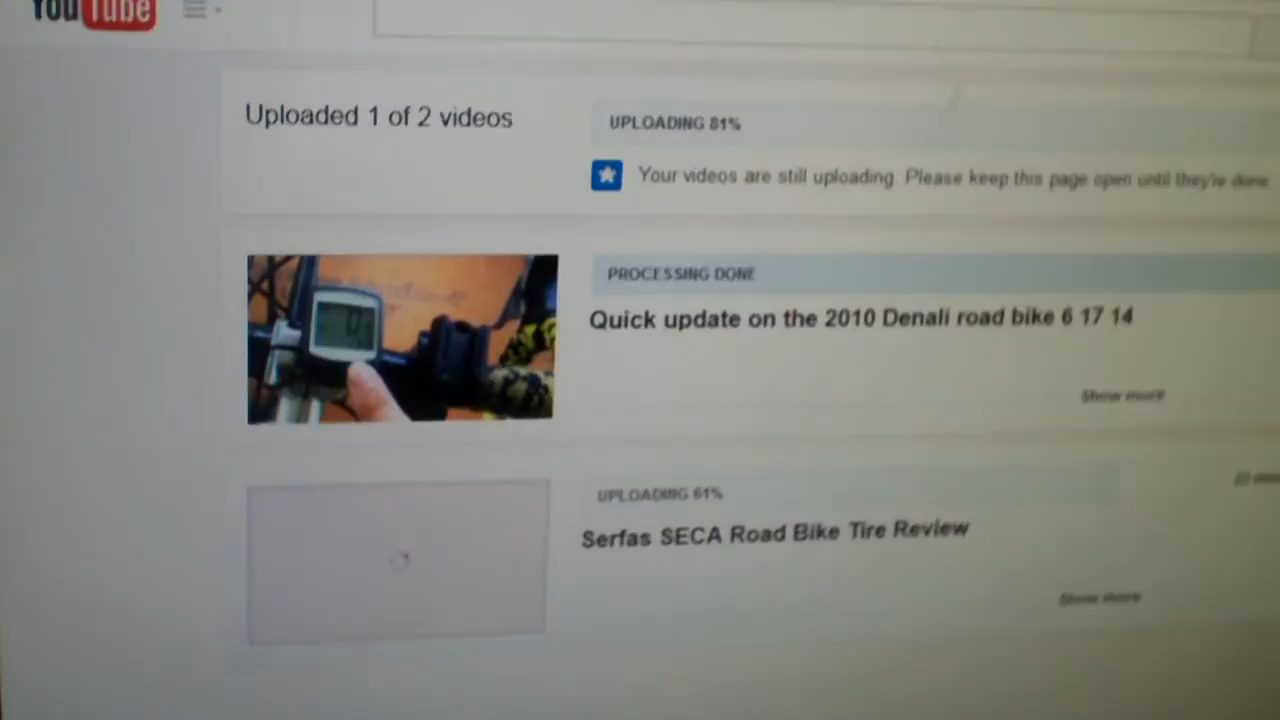 YouTube
Uploaded 1 of 2 videos
UPLOADING 81%
Your videos are still uploading. Please keep this page open until they're done.
PROCESSING DONE
Quick update on the 2010 Denali road bike 6 17 14
Show more
UPLOADING 61%
Serfas SECA Road Bike Tire Review
Show more